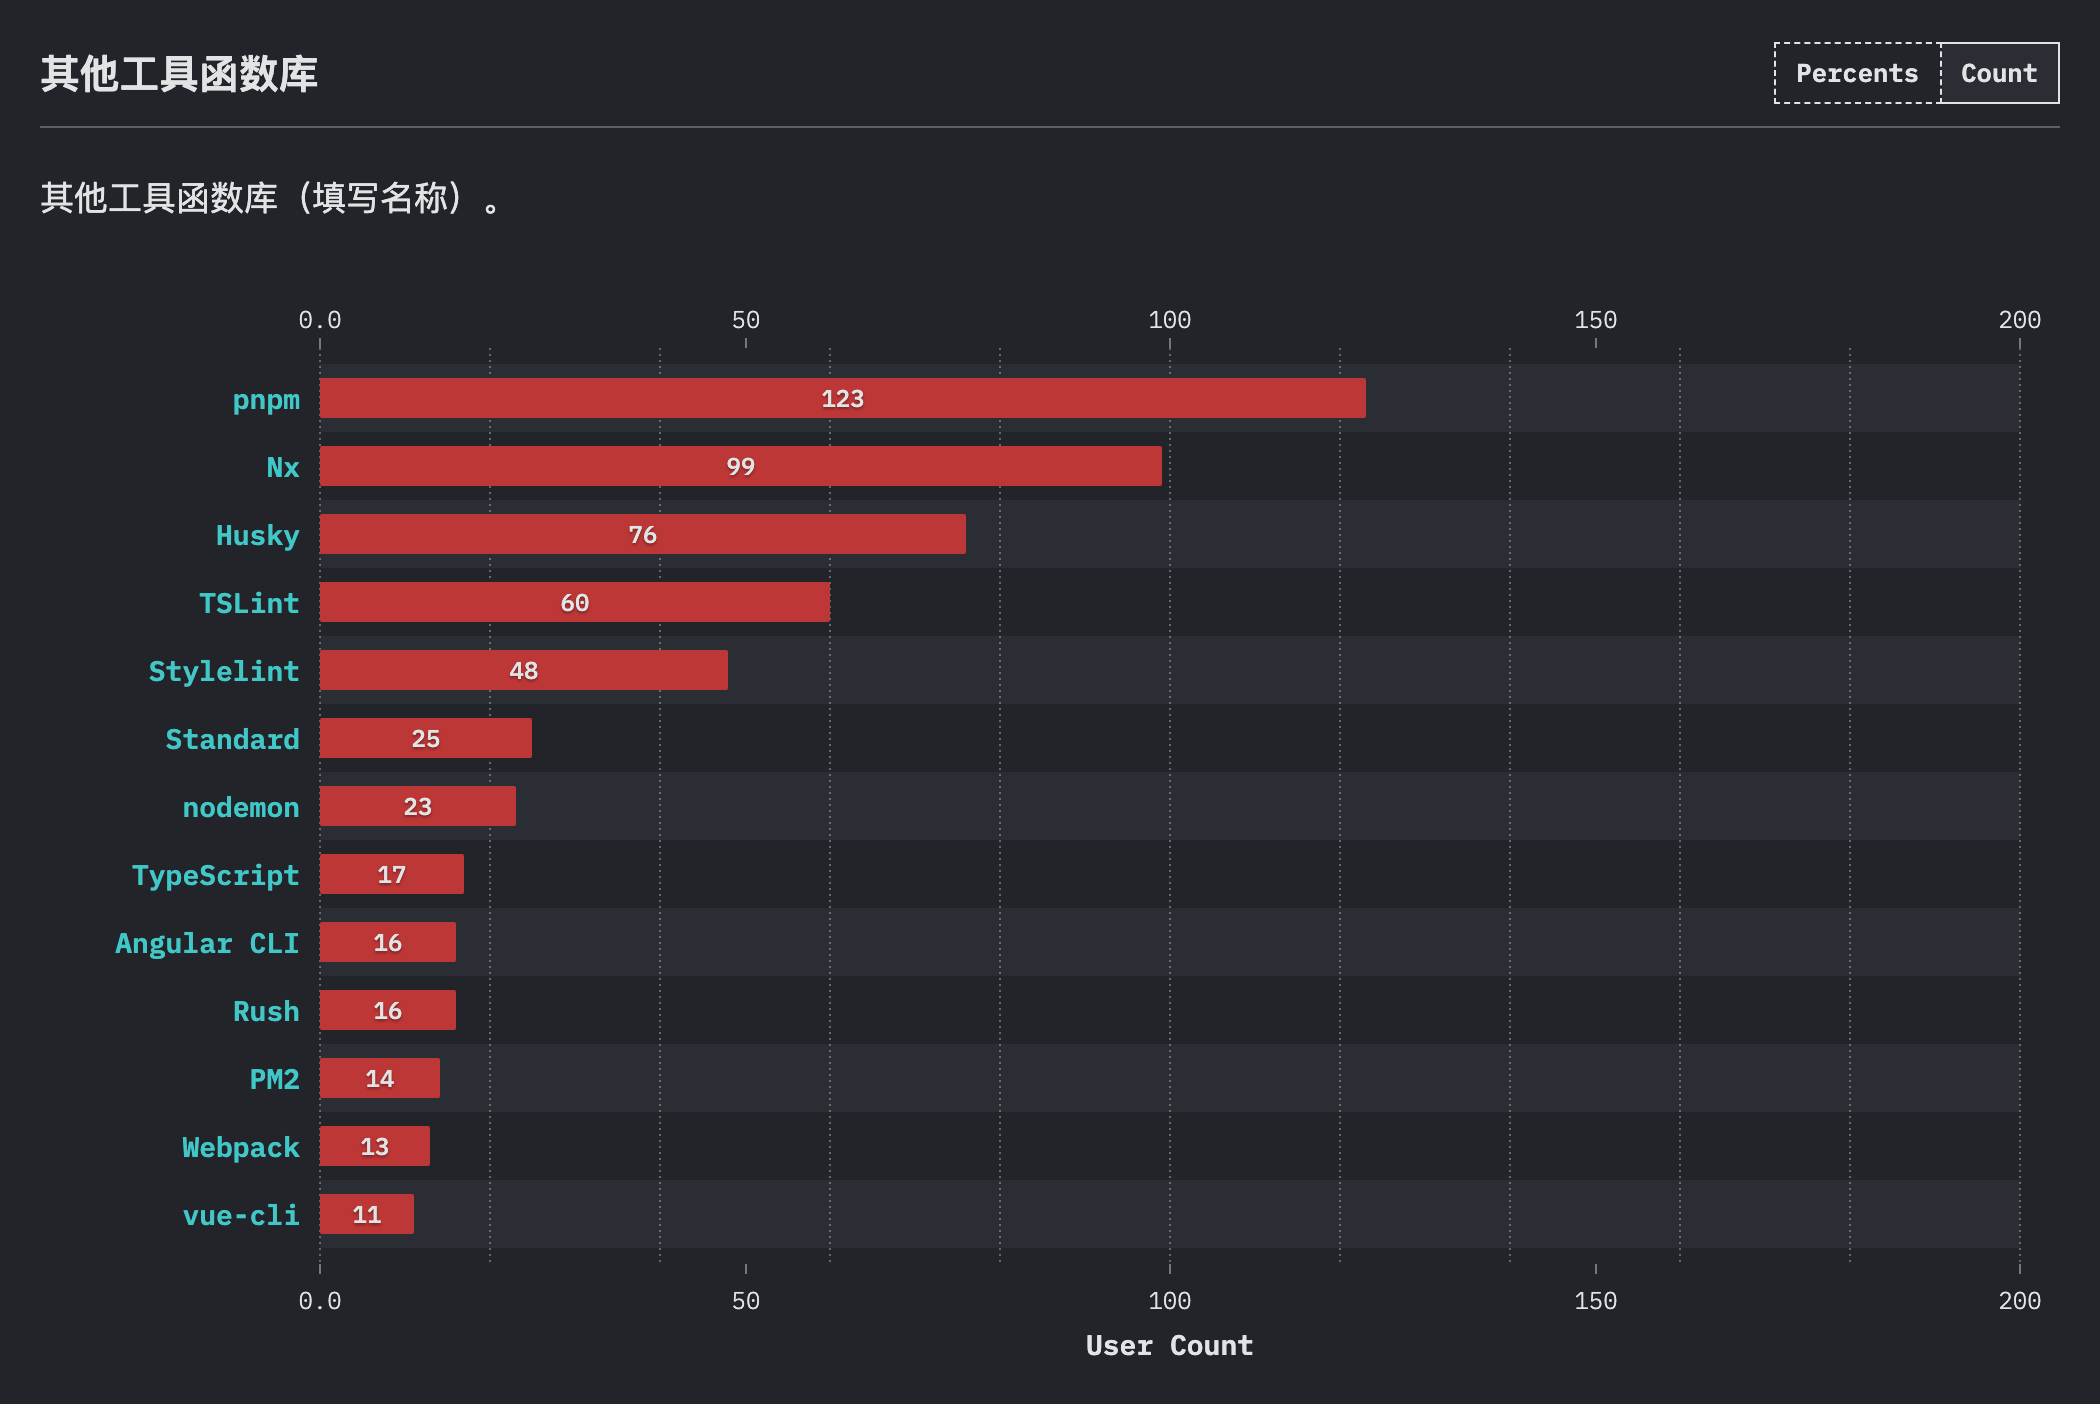 其他工具函数库
Percents Count
其他工具函数库（填写名称）。
0.0 50 100 150 200
pnpm 123
Nx 99
Husky 76
TSLint 60
Stylelint 48
Standard 25
nodemon 23
TypeScript 17
Angular CLI 16
Rush 16
PM2 14
Webpack 13
vue-cli 11
0.0 50 100 150 200
User Count